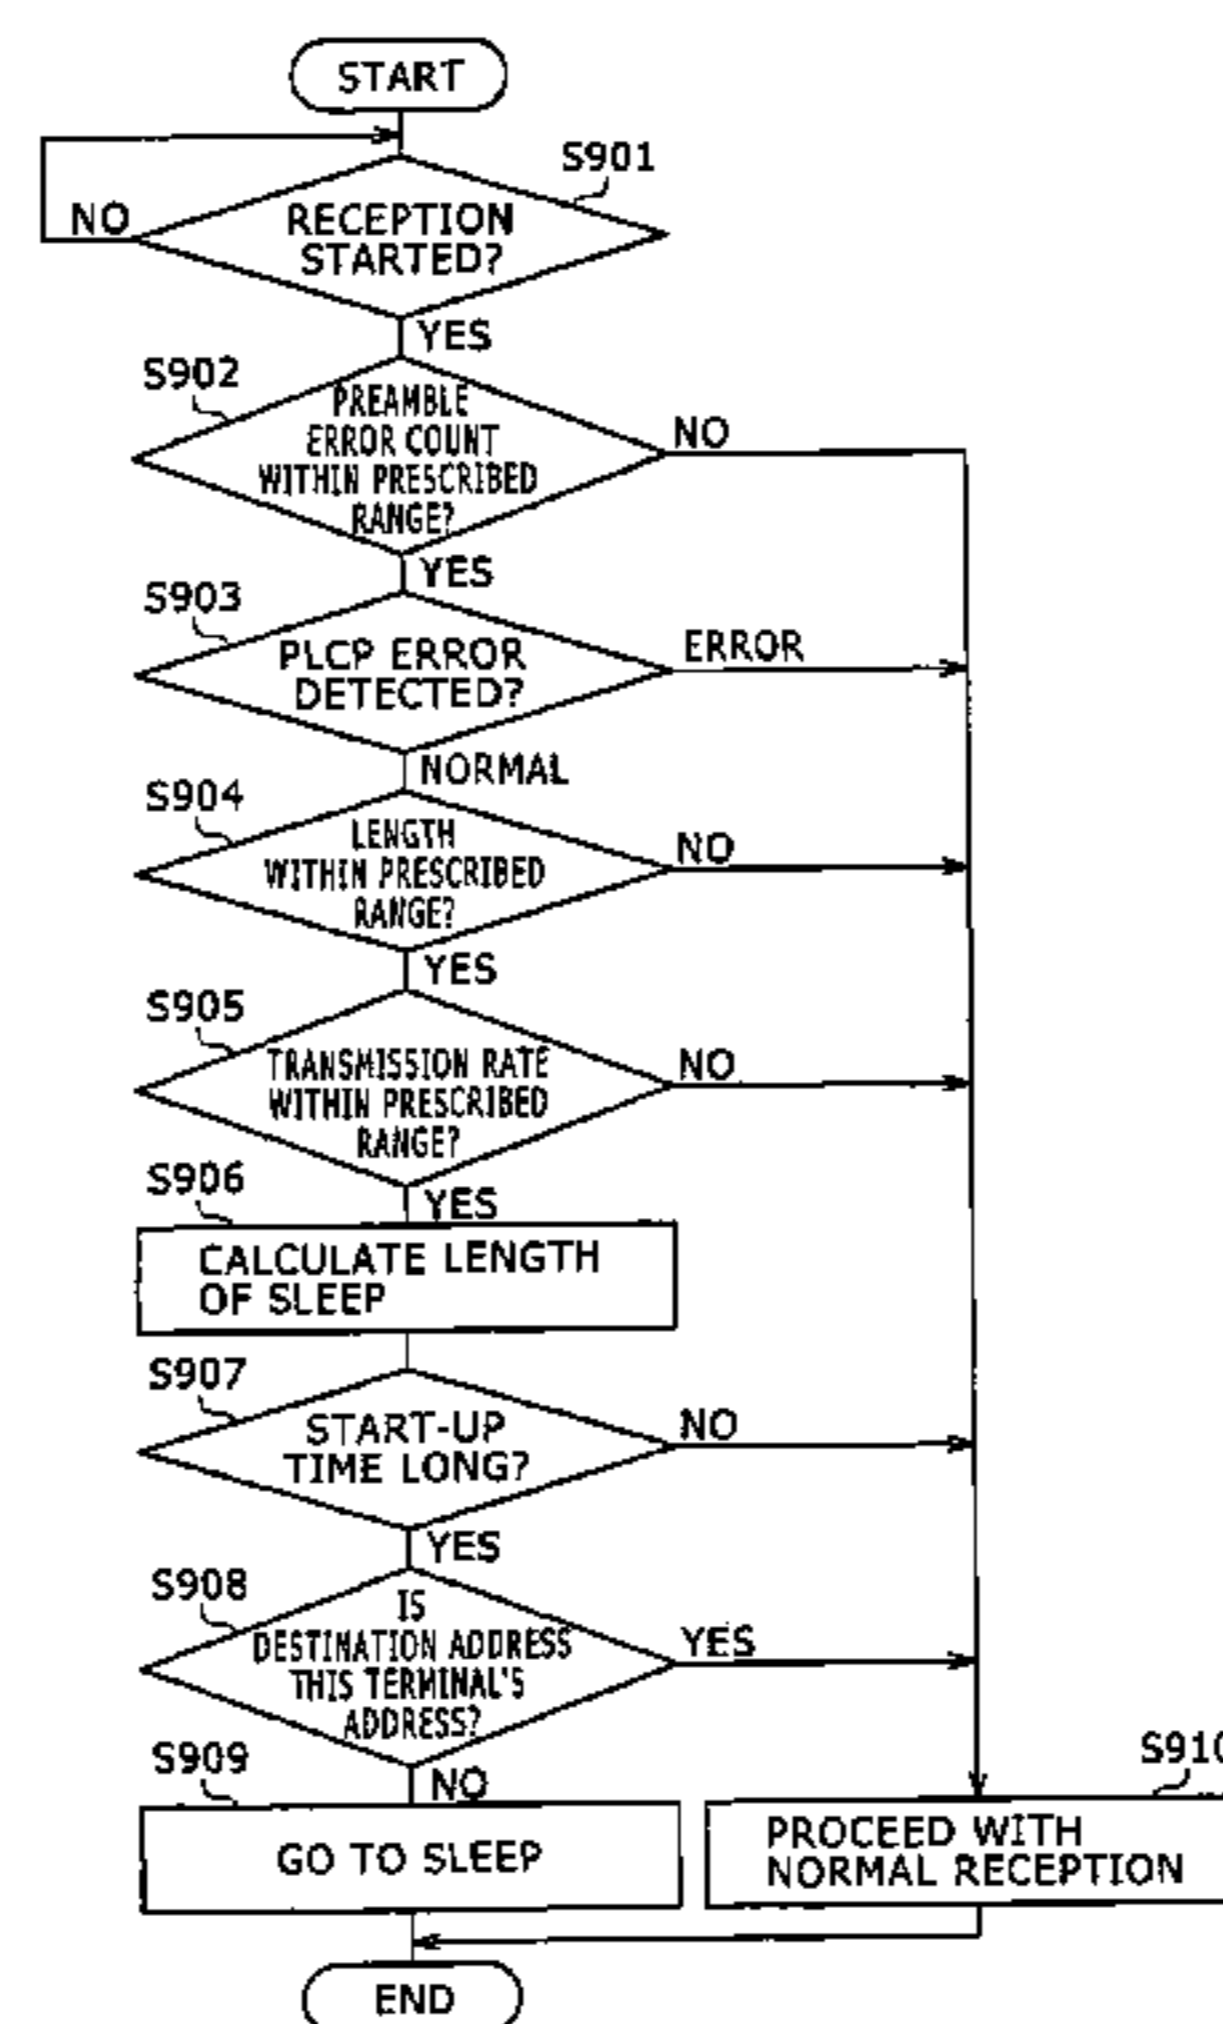 START
S901
NO
RECEPTION
STARTED?
YES
S902
PREAMBLE
ERROR COUNT
WITHIN PRESCRIBED
RANGE?
NO
YES
S903
PLCP ERROR
DETECTED?
ERROR
NORMAL
S904
LENGTH
WITHIN PRESCRIBED
RANGE?
NO
YES
S905
TRANSMISSION RATE
WITHIN PRESCRIBED
RANGE?
NO
YES
S906
CALCULATE LENGTH
OF SLEEP
S907
START-UP
TIME LONG?
NO
YES
S908
IS
DESTINATION ADDRESS
THIS TERMINAL'S
ADDRESS?
YES
NO
S909
GO TO SLEEP
S910
PROCEED WITH
NORMAL RECEPTION
END